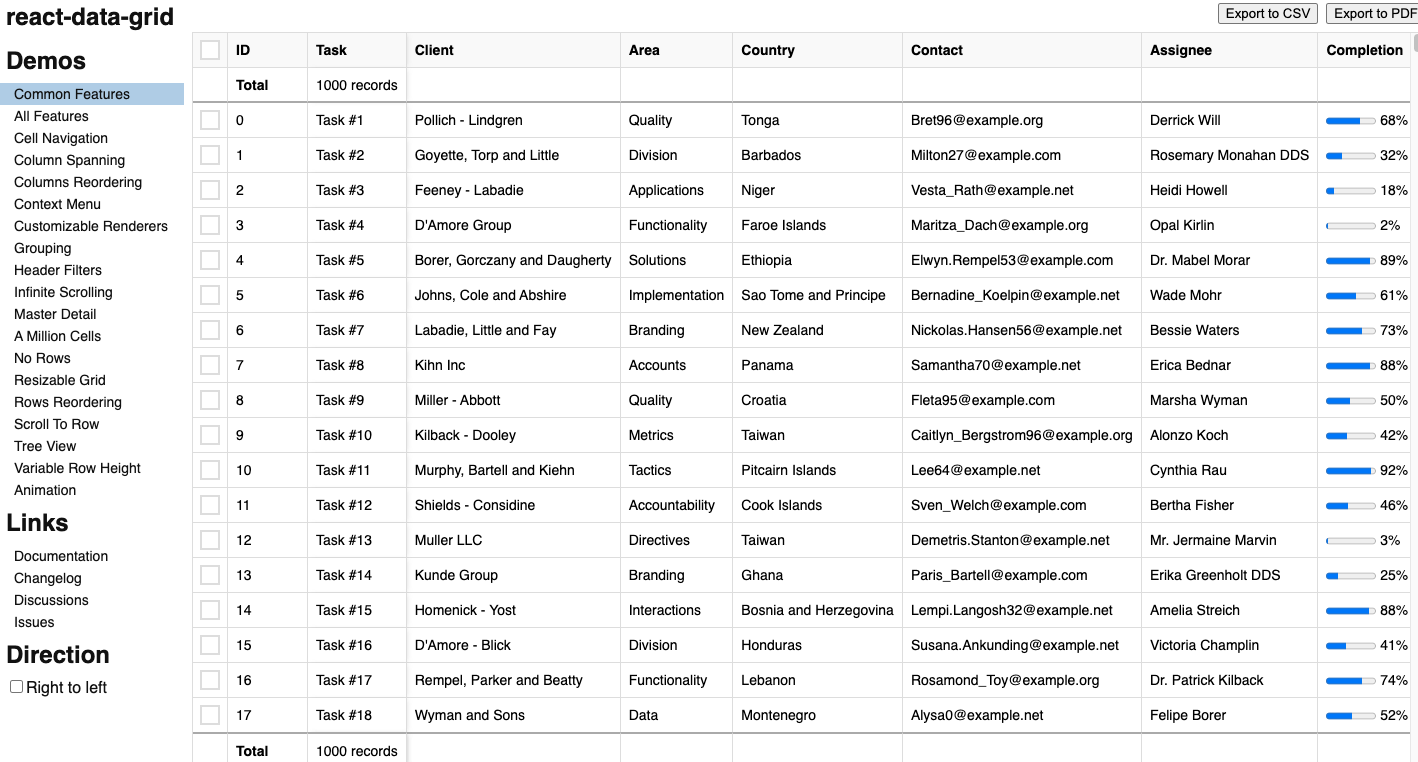 react-data-grid
Export to CSV Export to PDF
Demos
Common Features
All Features
Cell Navigation
Column Spanning
Columns Reordering
Context Menu
Customizable Renderers
Grouping
Header Filters
Infinite Scrolling
Master Detail
A Million Cells
No Rows
Resizable Grid
Rows Reordering
Scroll To Row
Tree View
Variable Row Height
Animation
Links
Documentation
Changelog
Discussions
Issues
Direction
Right to left
ID Task Client Area Country Contact Assignee Completion
Total 1000 records
0 Task #1 Pollich - Lindgren Quality Tonga Bret96@example.org Derrick Will 68%
1 Task #2 Goyette, Torp and Little Division Barbados Milton27@example.com Rosemary Monahan DDS 32%
2 Task #3 Feeney - Labadie Applications Niger Vesta_Rath@example.net Heidi Howell 18%
3 Task #4 D'Amore Group Functionality Faroe Islands Maritza_Dach@example.org Opal Kirlin 2%
4 Task #5 Borer, Gorczany and Daugherty Solutions Ethiopia Elwyn.Rempel53@example.com Dr. Mabel Morar 89%
5 Task #6 Johns, Cole and Abshire Implementation Sao Tome and Principe Bernadine_Koelpin@example.net Wade Mohr 61%
6 Task #7 Labadie, Little and Fay Branding New Zealand Nickolas.Hansen56@example.net Bessie Waters 73%
7 Task #8 Kihn Inc Accounts Panama Samantha70@example.net Erica Bednar 88%
8 Task #9 Miller - Abbott Quality Croatia Fleta95@example.com Marsha Wyman 50%
9 Task #10 Kilback - Dooley Metrics Taiwan Caitlyn_Bergstrom96@example.org Alonzo Koch 42%
10 Task #11 Murphy, Bartell and Kiehn Tactics Pitcairn Islands Lee64@example.net Cynthia Rau 92%
11 Task #12 Shields - Considine Accountability Cook Islands Sven_Welch@example.com Bertha Fisher 46%
12 Task #13 Muller LLC Directives Taiwan Demetris.Stanton@example.net Mr. Jermaine Marvin 3%
13 Task #14 Kunde Group Branding Ghana Paris_Bartell@example.com Erika Greenholt DDS 25%
14 Task #15 Homenick - Yost Interactions Bosnia and Herzegovina Lempi.Langosh32@example.net Amelia Streich 88%
15 Task #16 D'Amore - Blick Division Honduras Susana.Ankunding@example.net Victoria Champlin 41%
16 Task #17 Rempel, Parker and Beatty Functionality Lebanon Rosamond_Toy@example.org Dr. Patrick Kilback 74%
17 Task #18 Wyman and Sons Data Montenegro Alysa0@example.net Felipe Borer 52%
Total 1000 records